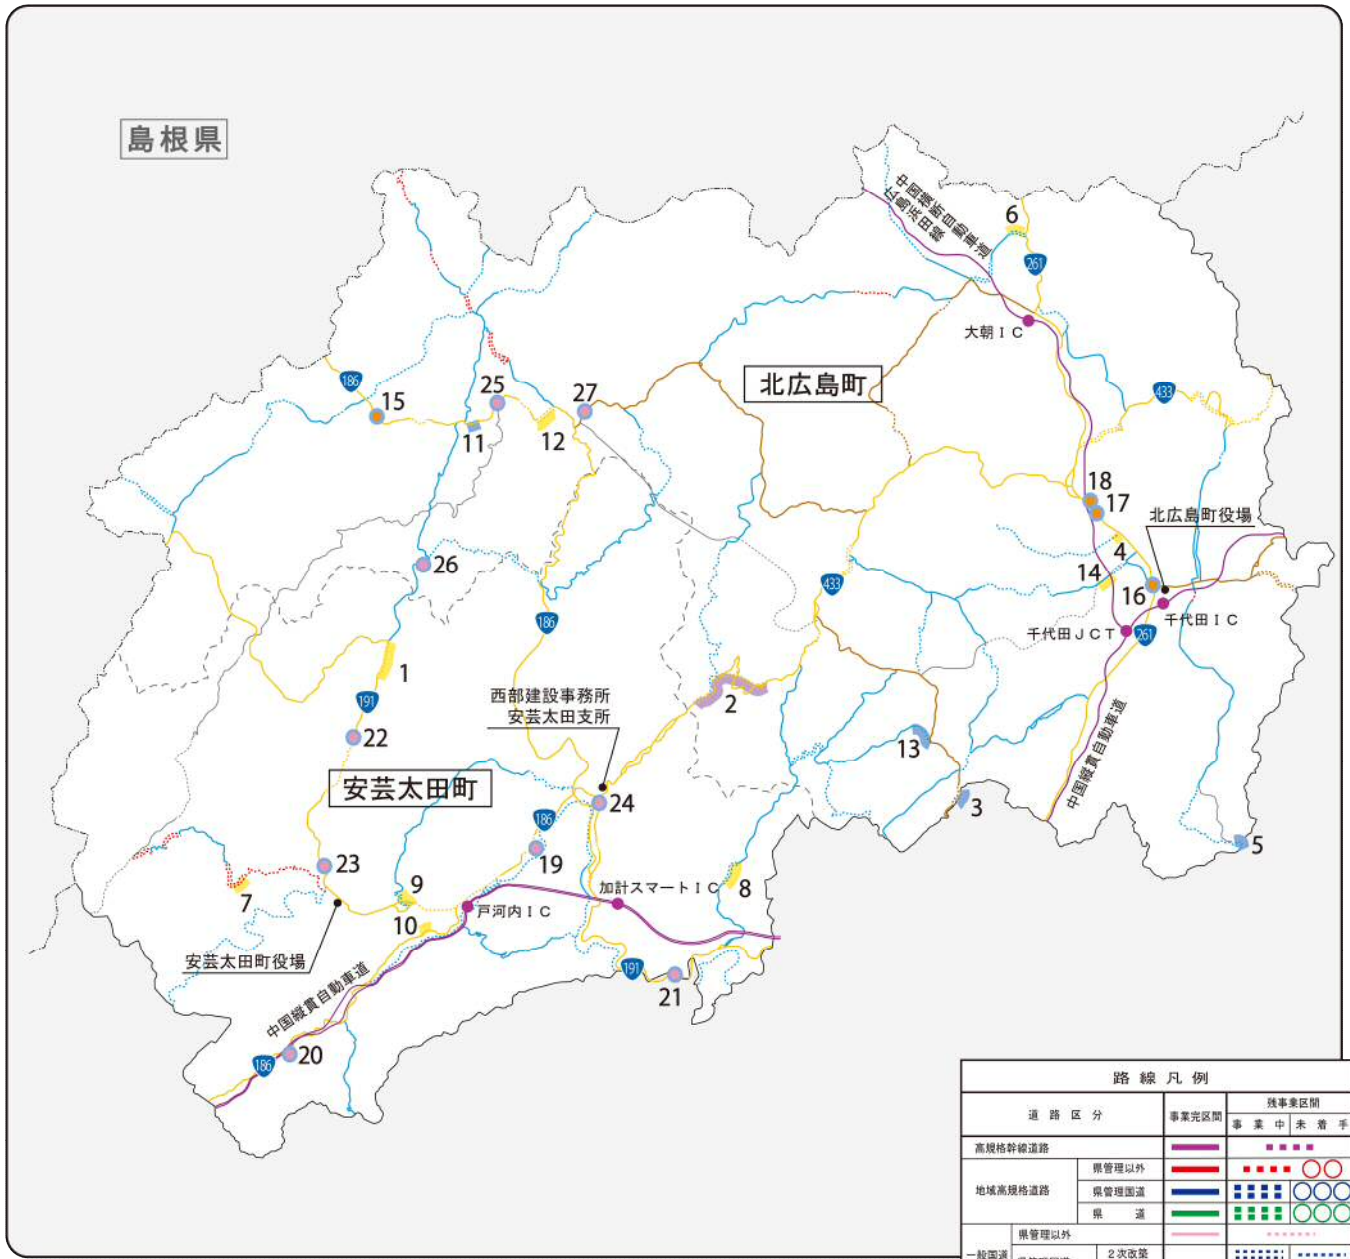 島根県
中国横断自動車道
広島浜田線
6
261
大朝ＩＣ
186
15
25
27
北広島町
433
11
12
18
17
北広島町役場
4
14
16
26
433
千代田ＩＣ
千代田ＪＣＴ
261
186
1
西部建設事務所
安芸太田支所
2
191
22
13
中国縦貫自動車道
安芸太田町
24
3
186
19
5
23
9
加計スマートＩＣ
8
7
10
戸河内ＩＣ
安芸太田町役場
中国縦貫自動車道
191
21
186
20
路線凡例
道路区分
事業完区間
残事業区間
事業中
未着手
高規格幹線道路
地域高規格道路
県管理以外
県管理国道
県道
一般国道
県管理以外
2次改築